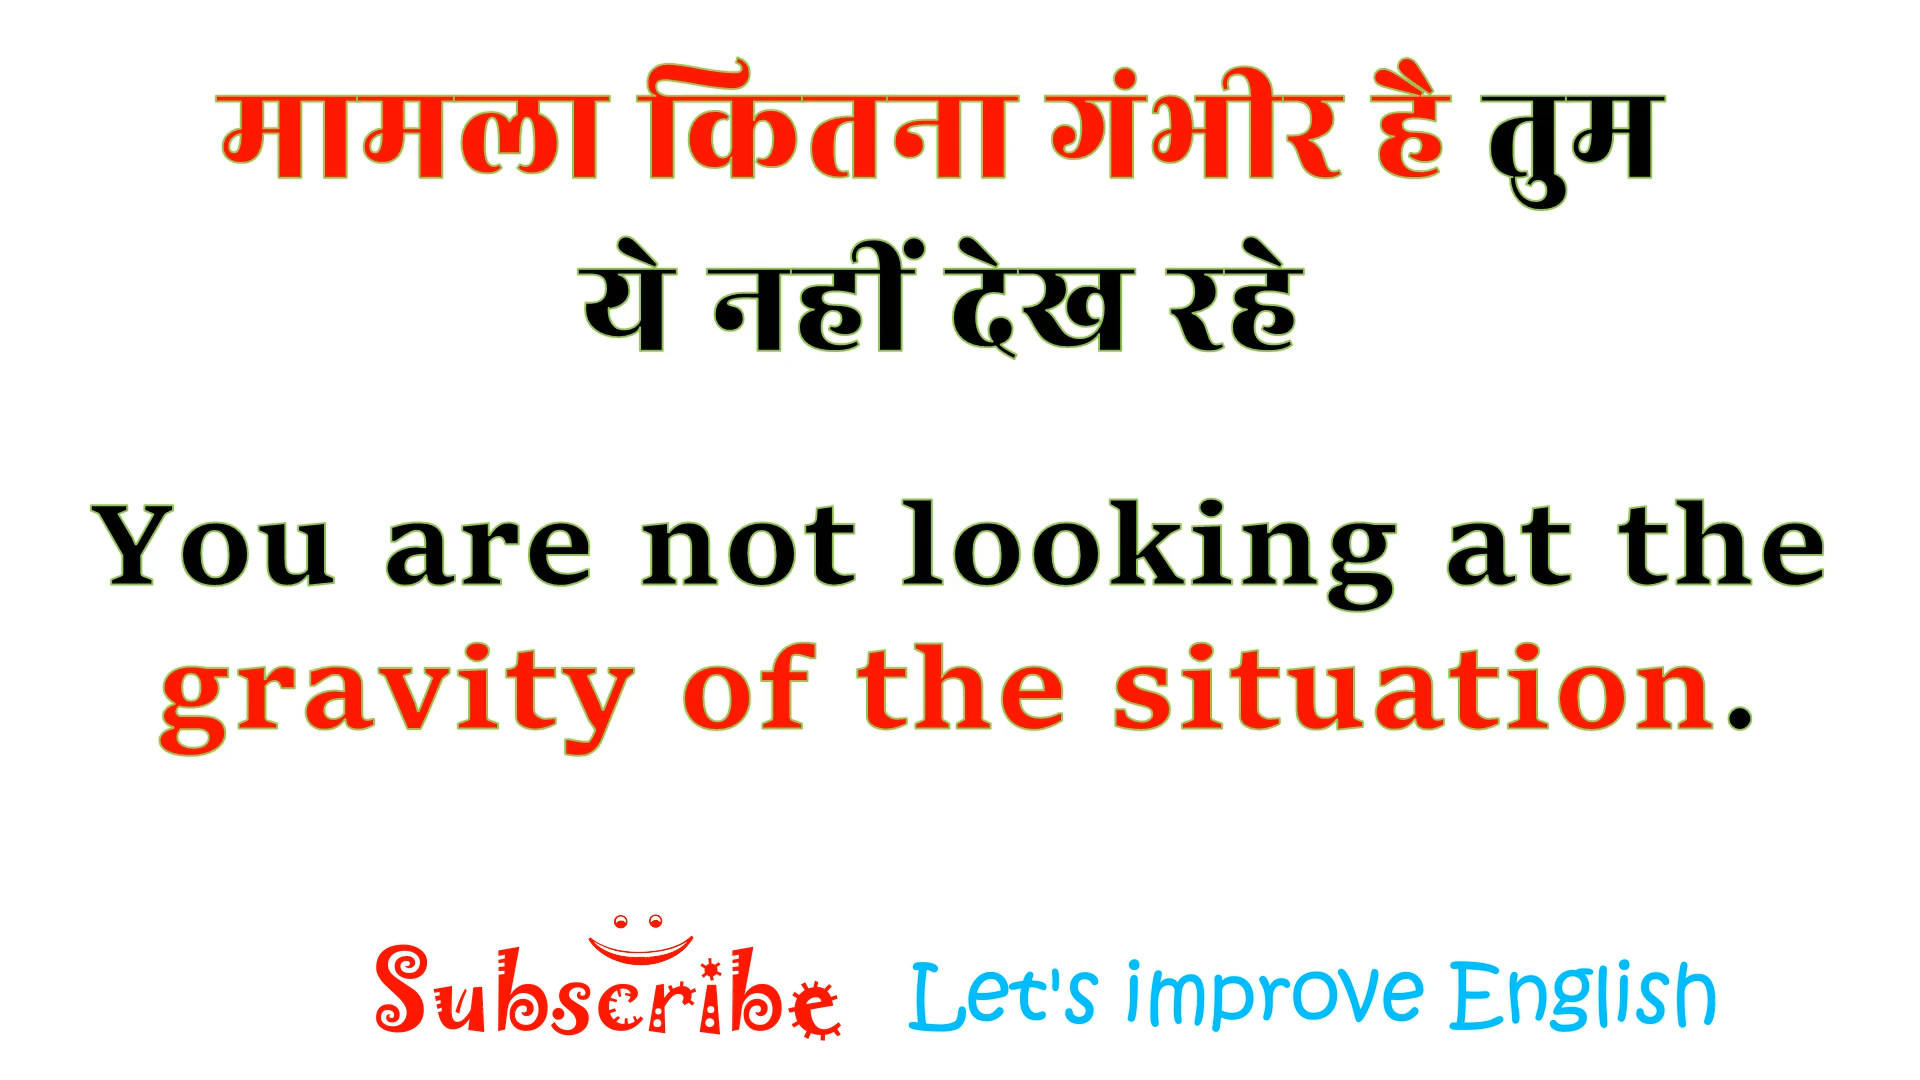 मामला कितना गंभीर है तुम
ये नहीं देख रहे
You are not looking at the
gravity of the situation.
Subscribe Let's improve English